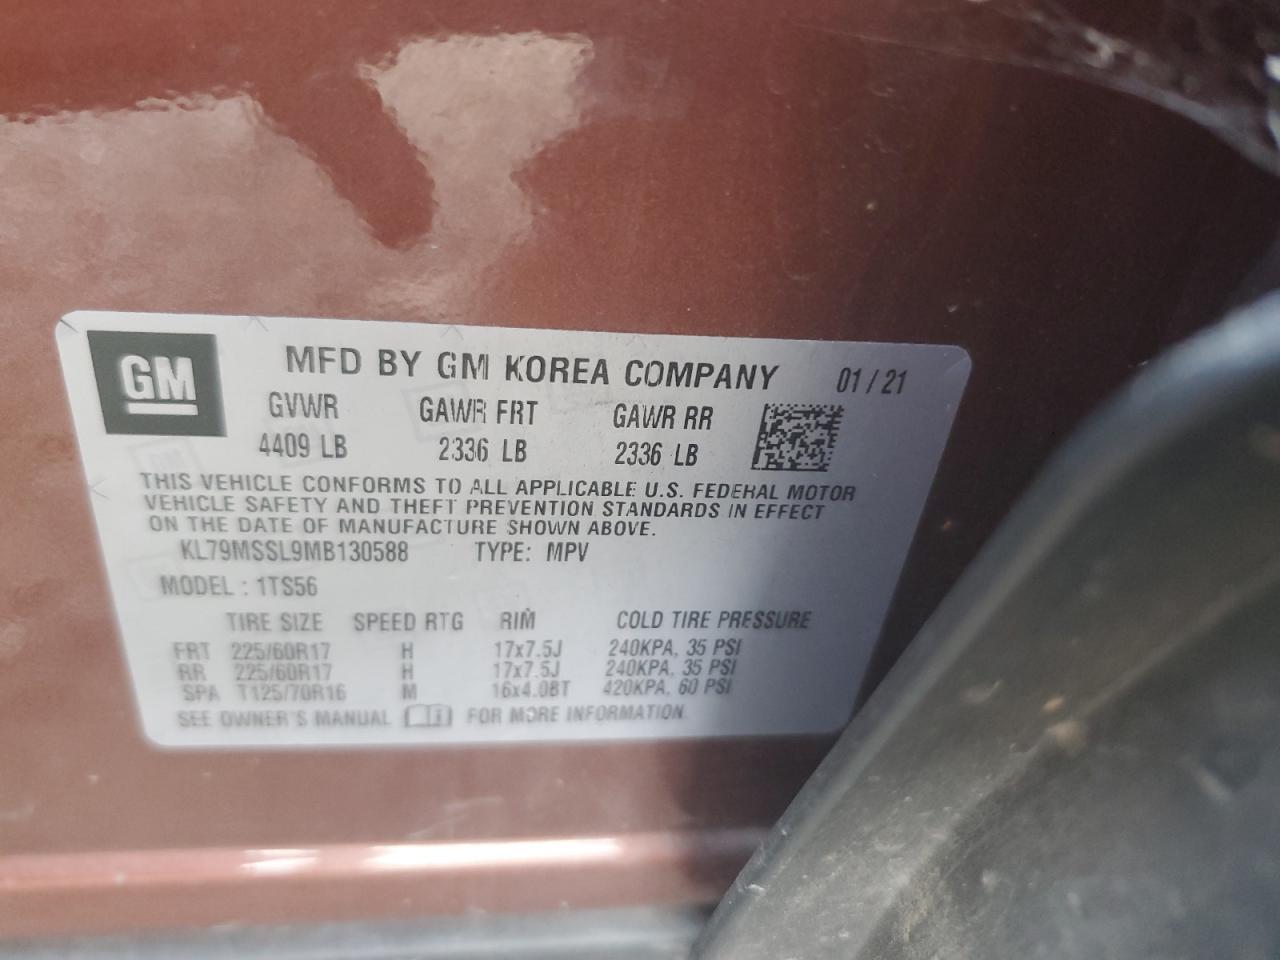 GM
MFD BY GM KOREA COMPANY 01 / 21
GVWR GAWR FRT GAWR RR
4409 LB 2336 LB 2336 LB
THIS VEHICLE CONFORMS TO ALL APPLICABLE U.S. FEDERAL MOTOR
VEHICLE SAFETY AND THEFT PREVENTION STANDARDS IN EFFECT
ON THE DATE OF MANUFACTURE SHOWN ABOVE.
KL79MSSL9MB130588 TYPE: MPV
MODEL : 1TS56
TIRE SIZE SPEED RTG RIM COLD TIRE PRESSURE
FRT 225/60R17 H 17x7.5J 240KPA, 35 PSI
RR 225/60R17 H 17x7.5J 240KPA, 35 PSI
SPA T125/70R16 M 16x4.0BT 420KPA, 60 PSI
SEE OWNER'S MANUAL i FOR MORE INFORMATION